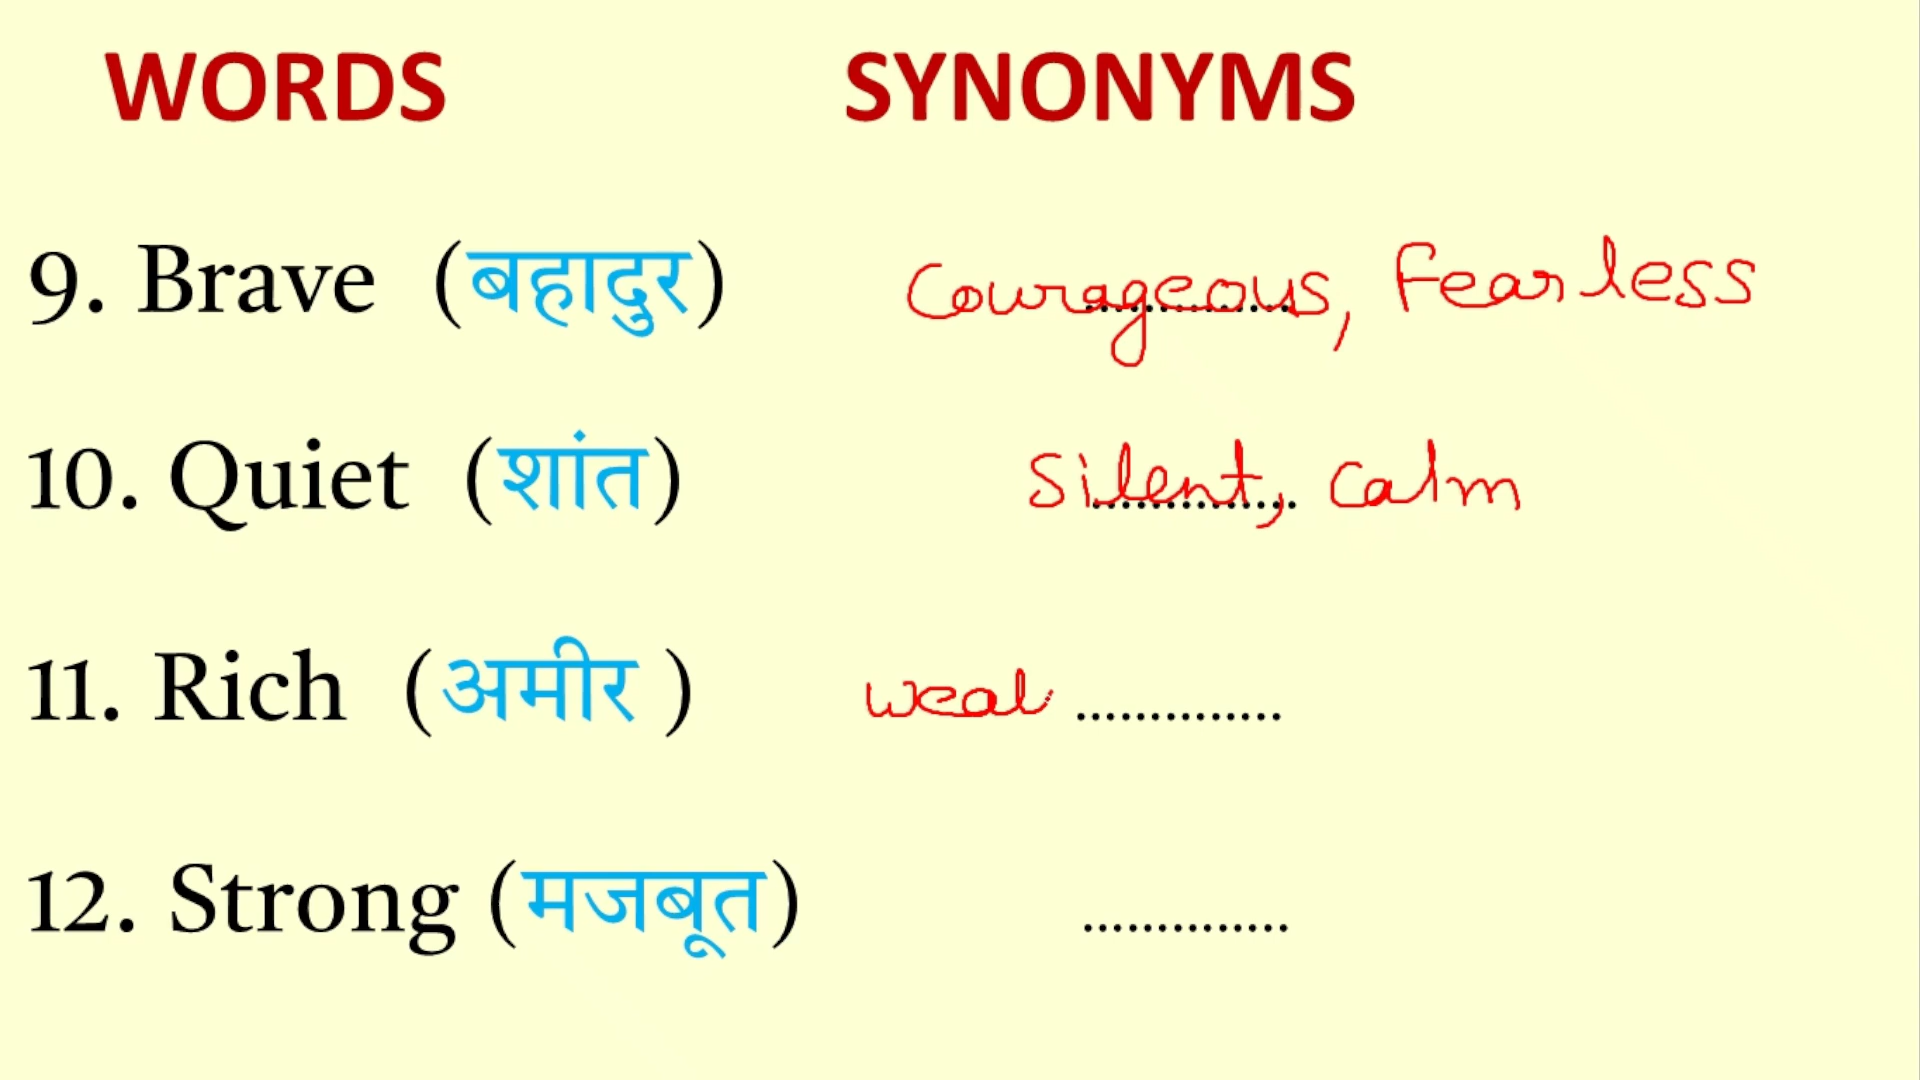 WORDS SYNONYMS
9. Brave (बहादुर) Courageous, Fearless
10. Quiet (शांत) Silent, Calm
11. Rich (अमीर ) weal ..............
12. Strong (मजबूत) ..............